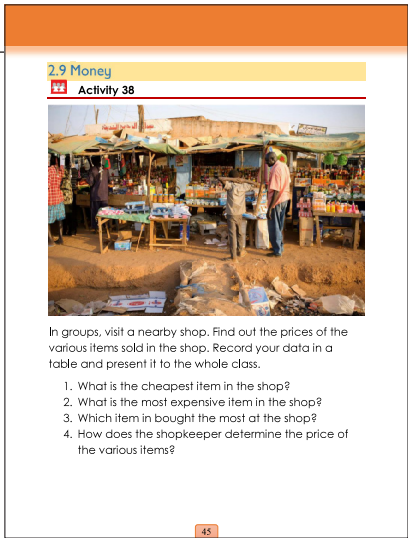 2.9 Money
Activity 38
In groups, visit a nearby shop. Find out the prices of the
various items sold in the shop. Record your data in a
table and present it to the whole class.
1. What is the cheapest item in the shop?
2. What is the most expensive item in the shop?
3. Which item in bought the most at the shop?
4. How does the shopkeeper determine the price of
the various items?
45